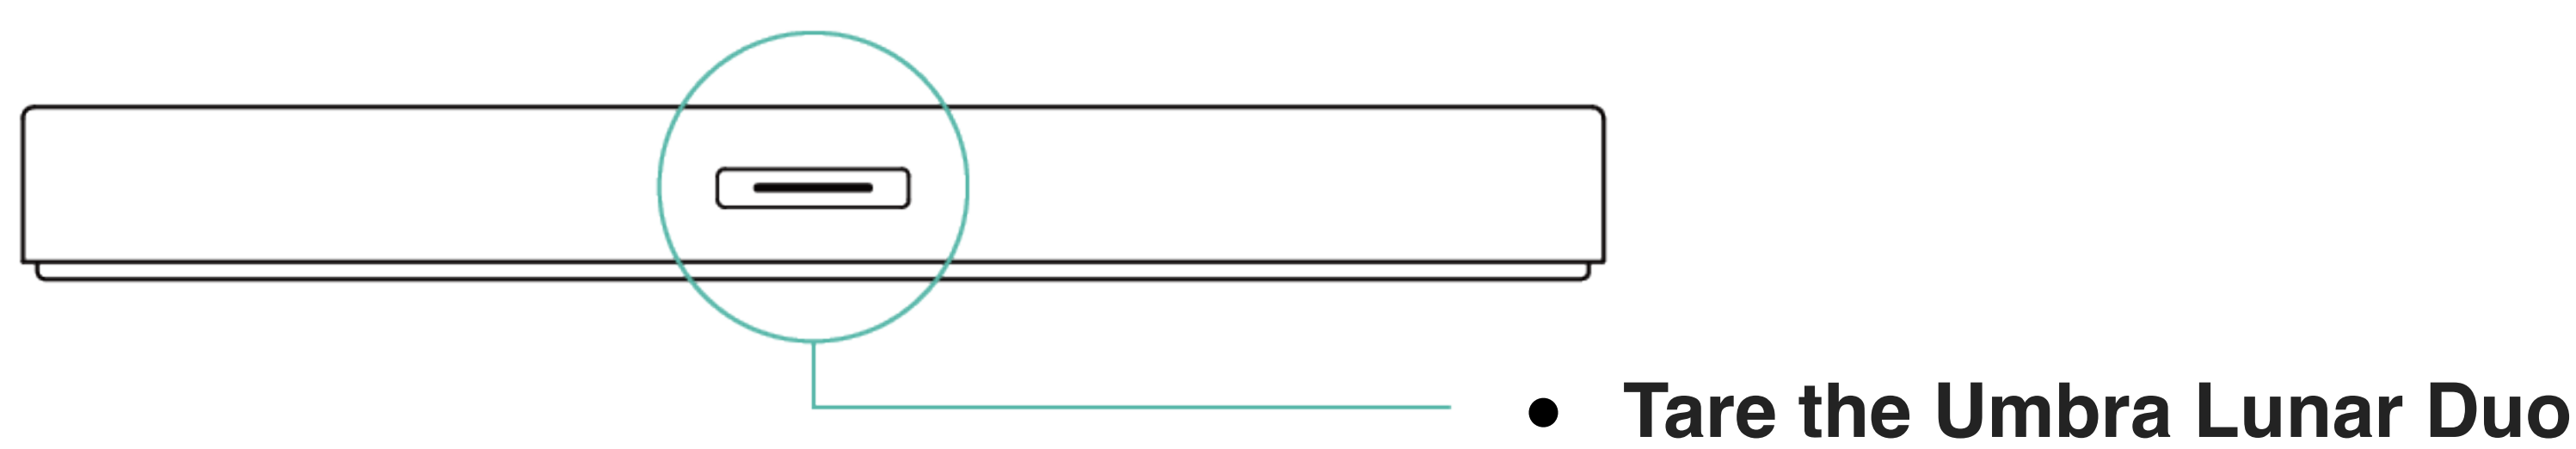 • Tare the Umbra Lunar Duo